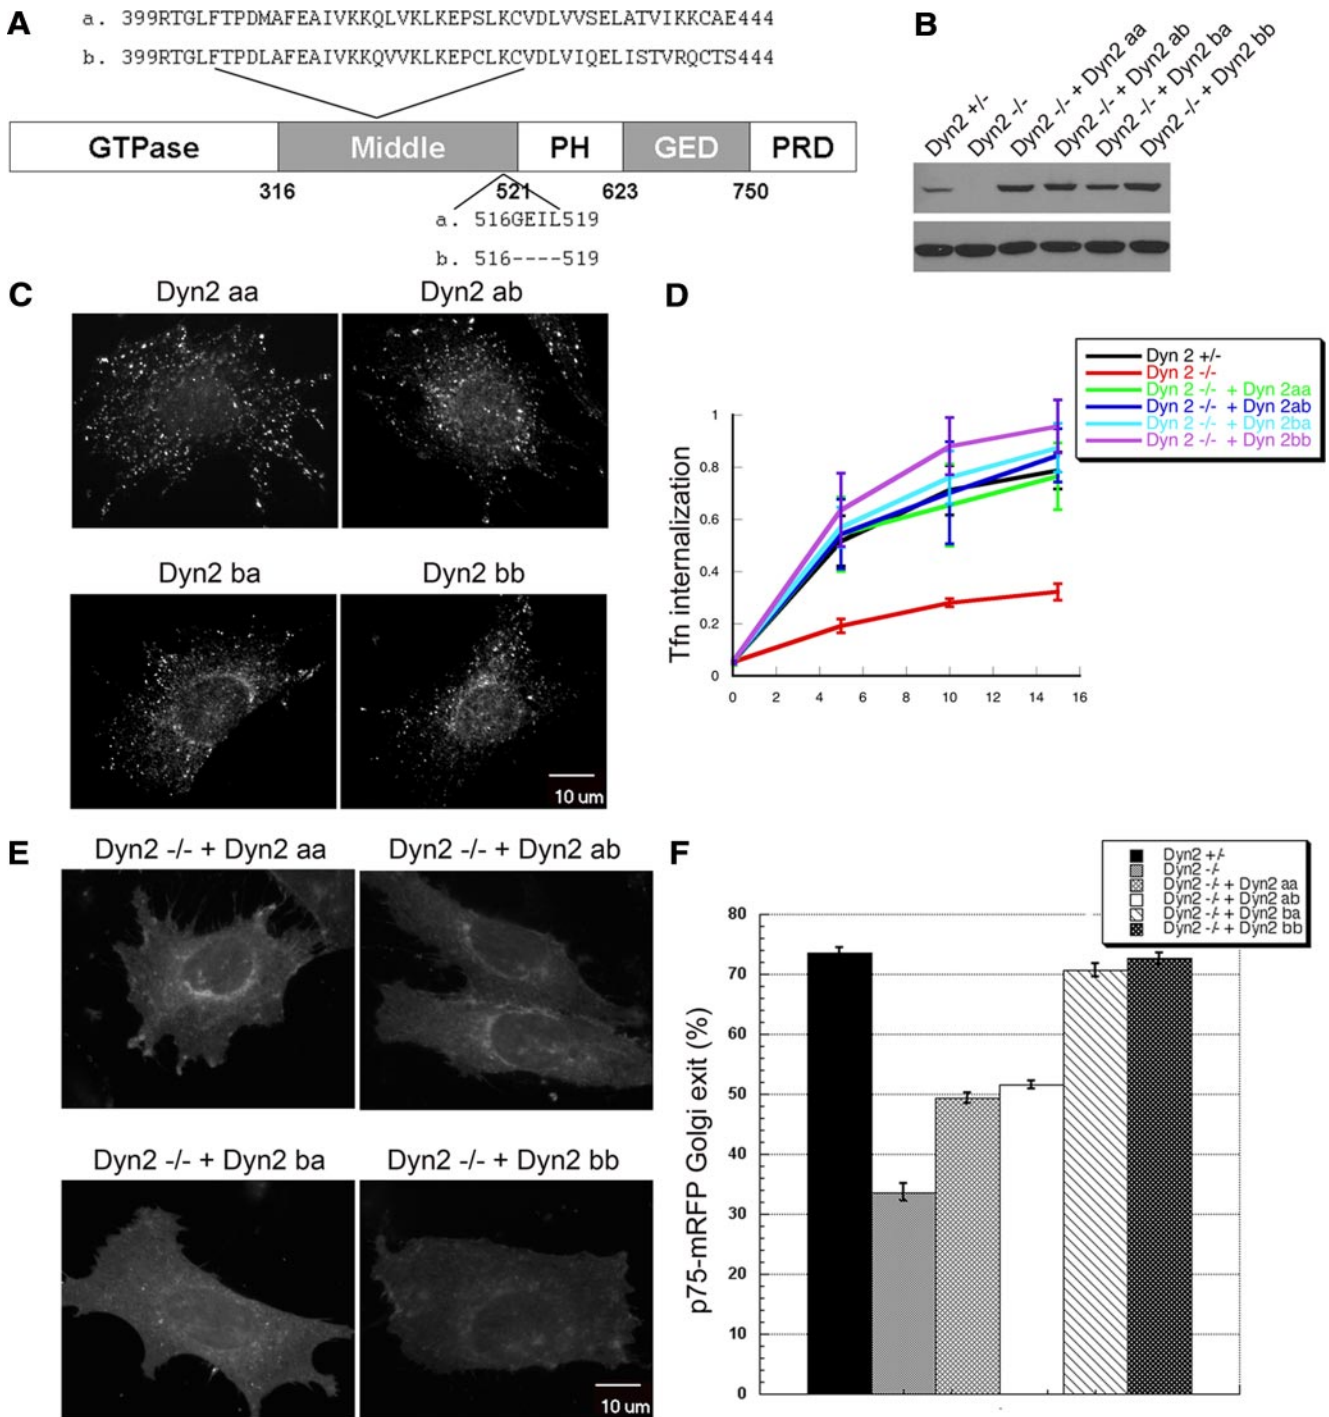 A
a. 399RTGLFTPDMAFEAIVKKQLVKLKEPSLKCVDLVVSELATVIKKCAE444
b. 399RTGLFTPDLAFEAIVKKQVVKLKEPCLKCVDLVIQELISTVRQCTS444
GTPase Middle PH GED PRD
316 521 623 750
a. 516GEIL519
b. 516----519
B
Dyn2 +/-
Dyn2 -/-
Dyn2 -/- + Dyn2 aa
Dyn2 -/- + Dyn2 ab
Dyn2 -/- + Dyn2 ba
Dyn2 -/- + Dyn2 bb
C
Dyn2 aa
Dyn2 ab
Dyn2 ba
Dyn2 bb
10 um
D
Dyn 2 +/-
Dyn 2 -/-
Dyn 2 -/- + Dyn 2aa
Dyn 2 -/- + Dyn 2ab
Dyn 2 -/- + Dyn 2ba
Dyn 2 -/- + Dyn 2bb
Tfn internalization
1
0.8
0.6
0.4
0.2
0
0 2 4 6 8 10 12 14 16
E
Dyn2 -/- + Dyn2 aa
Dyn2 -/- + Dyn2 ab
Dyn2 -/- + Dyn2 ba
Dyn2 -/- + Dyn2 bb
10 um
F
Dyn2 +/-
Dyn2 -/-
Dyn2 -/- + Dyn2 aa
Dyn2 -/- + Dyn2 ab
Dyn2 -/- + Dyn2 ba
Dyn2 -/- + Dyn2 bb
p75-mRFP Golgi exit (%)
80
70
60
50
40
30
20
10
0